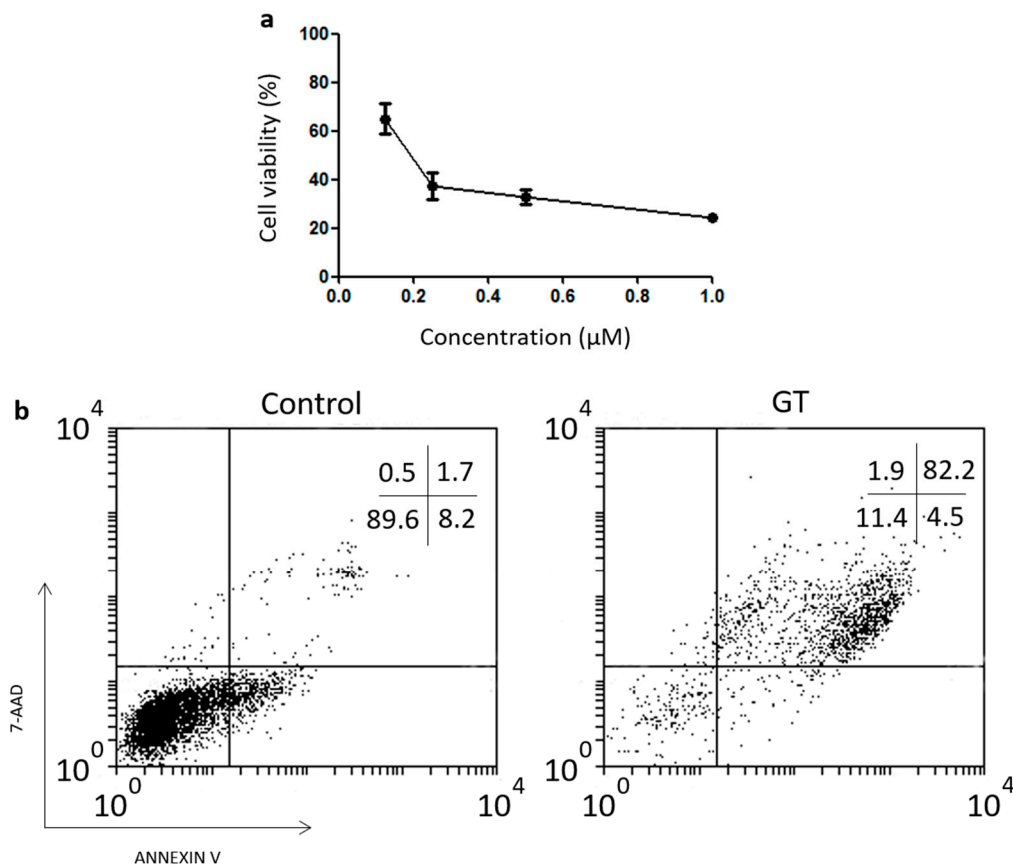 a
100
80
60
40
20
0
Cell viability (%)
0.0 0.2 0.4 0.6 0.8 1.0
Concentration (µM)
b
Control
10^4
0.5 1.7
89.6 8.2
10^0
10^0 10^4
GT
10^4
1.9 82.2
11.4 4.5
10^0
10^0 10^4
7-AAD
ANNEXIN V